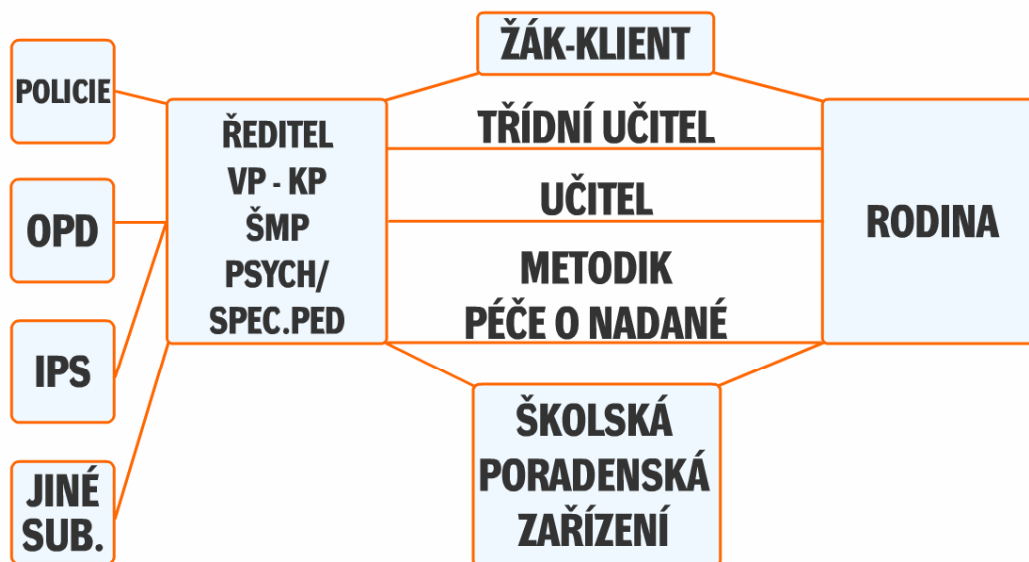 POLICIE
OPD
IPS
JINÉ
SUB.
ŘEDITEL
VP - KP
ŠMP
PSYCH/
SPEC.PED
ŽÁK-KLIENT
TŘÍDNÍ UČITEL
UČITEL
METODIK
PÉČE O NADANÉ
ŠKOLSKÁ
PORADENSKÁ
ZAŘÍZENÍ
RODINA